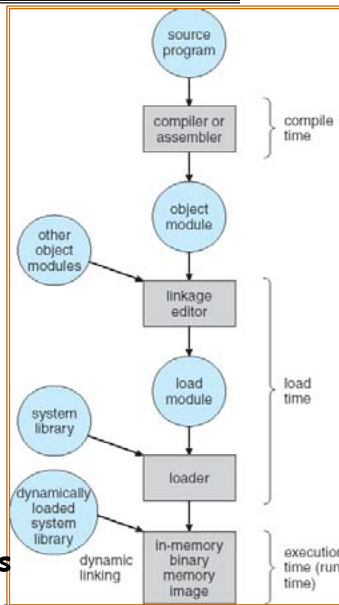 source
program
compiler or
assembler
compile
time
object
module
other
object
modules
linkage
editor
load
module
load
time
system
library
loader
dynamically
loaded
system
library
s
dynamic
linking
in-memory
binary
memory
image
execution
time (run
time)